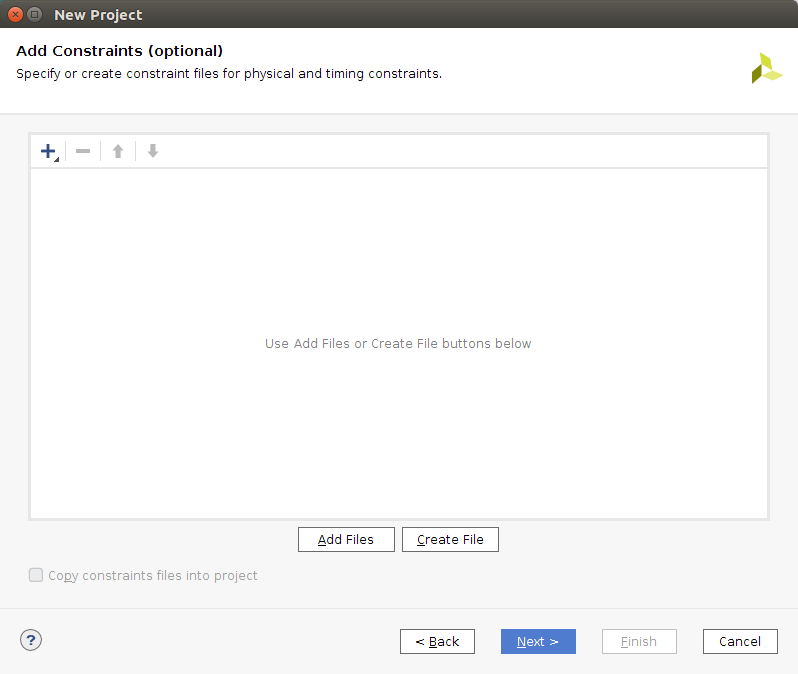 New Project
Add Constraints (optional)
Specify or create constraint files for physical and timing constraints.
Use Add Files or Create File buttons below
Add Files
Create File
Copy constraints files into project
?
< Back
Next >
Finish
Cancel